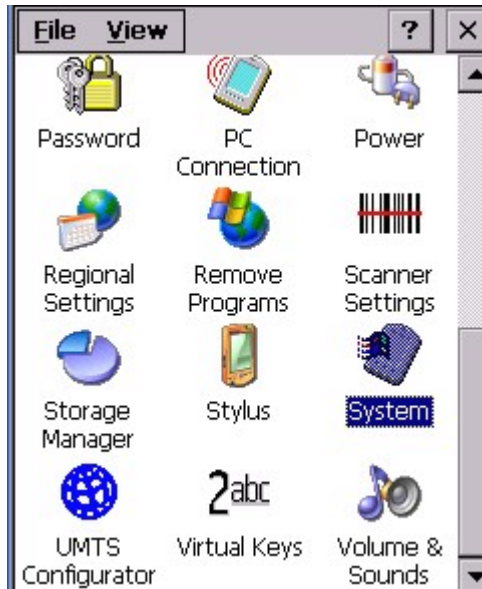 File View ?
Password PC Connection Power
Regional Settings Remove Programs Scanner Settings
Storage Manager Stylus System
UMTS Configurator 2abc Virtual Keys Volume & Sounds